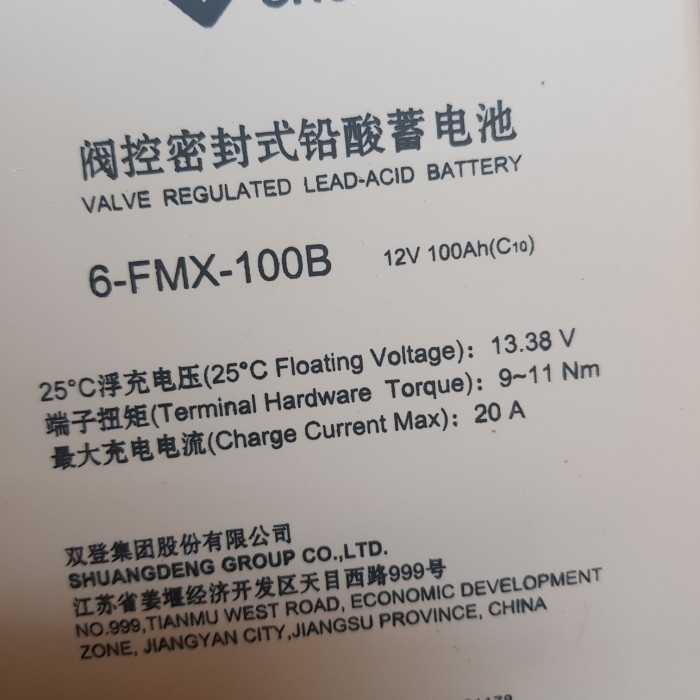 阀控密封式铅酸蓄电池
VALVE REGULATED LEAD-ACID BATTERY
6-FMX-100B 12V 100Ah(C₁₀)
25°C浮充电压(25°C Floating Voltage)：13.38 V
端子扭矩(Terminal Hardware Torque)：9~11 Nm
最大充电电流(Charge Current Max)：20 A
双登集团股份有限公司
SHUANGDENG GROUP CO.,LTD.
江苏省姜堰经济开发区天目西路999号
NO.999,TIANMU WEST ROAD, ECONOMIC DEVELOPMENT
ZONE, JIANGYAN CITY,JIANGSU PROVINCE, CHINA